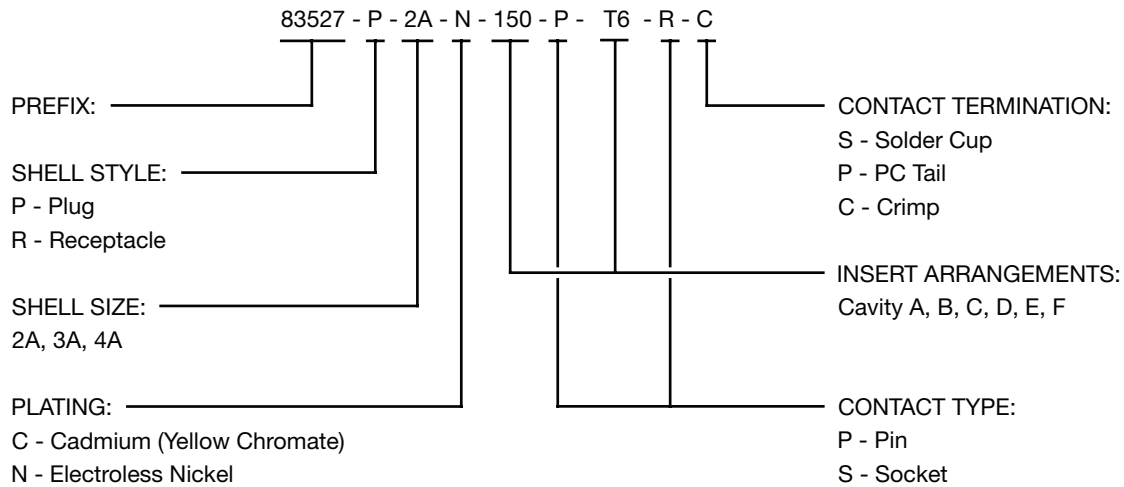 83527 - P - 2A - N - 150 - P - T6 - R - C
PREFIX:
SHELL STYLE:
P - Plug
R - Receptacle
SHELL SIZE:
2A, 3A, 4A
PLATING:
C - Cadmium (Yellow Chromate)
N - Electroless Nickel
CONTACT TERMINATION:
S - Solder Cup
P - PC Tail
C - Crimp
INSERT ARRANGEMENTS:
Cavity A, B, C, D, E, F
CONTACT TYPE:
P - Pin
S - Socket